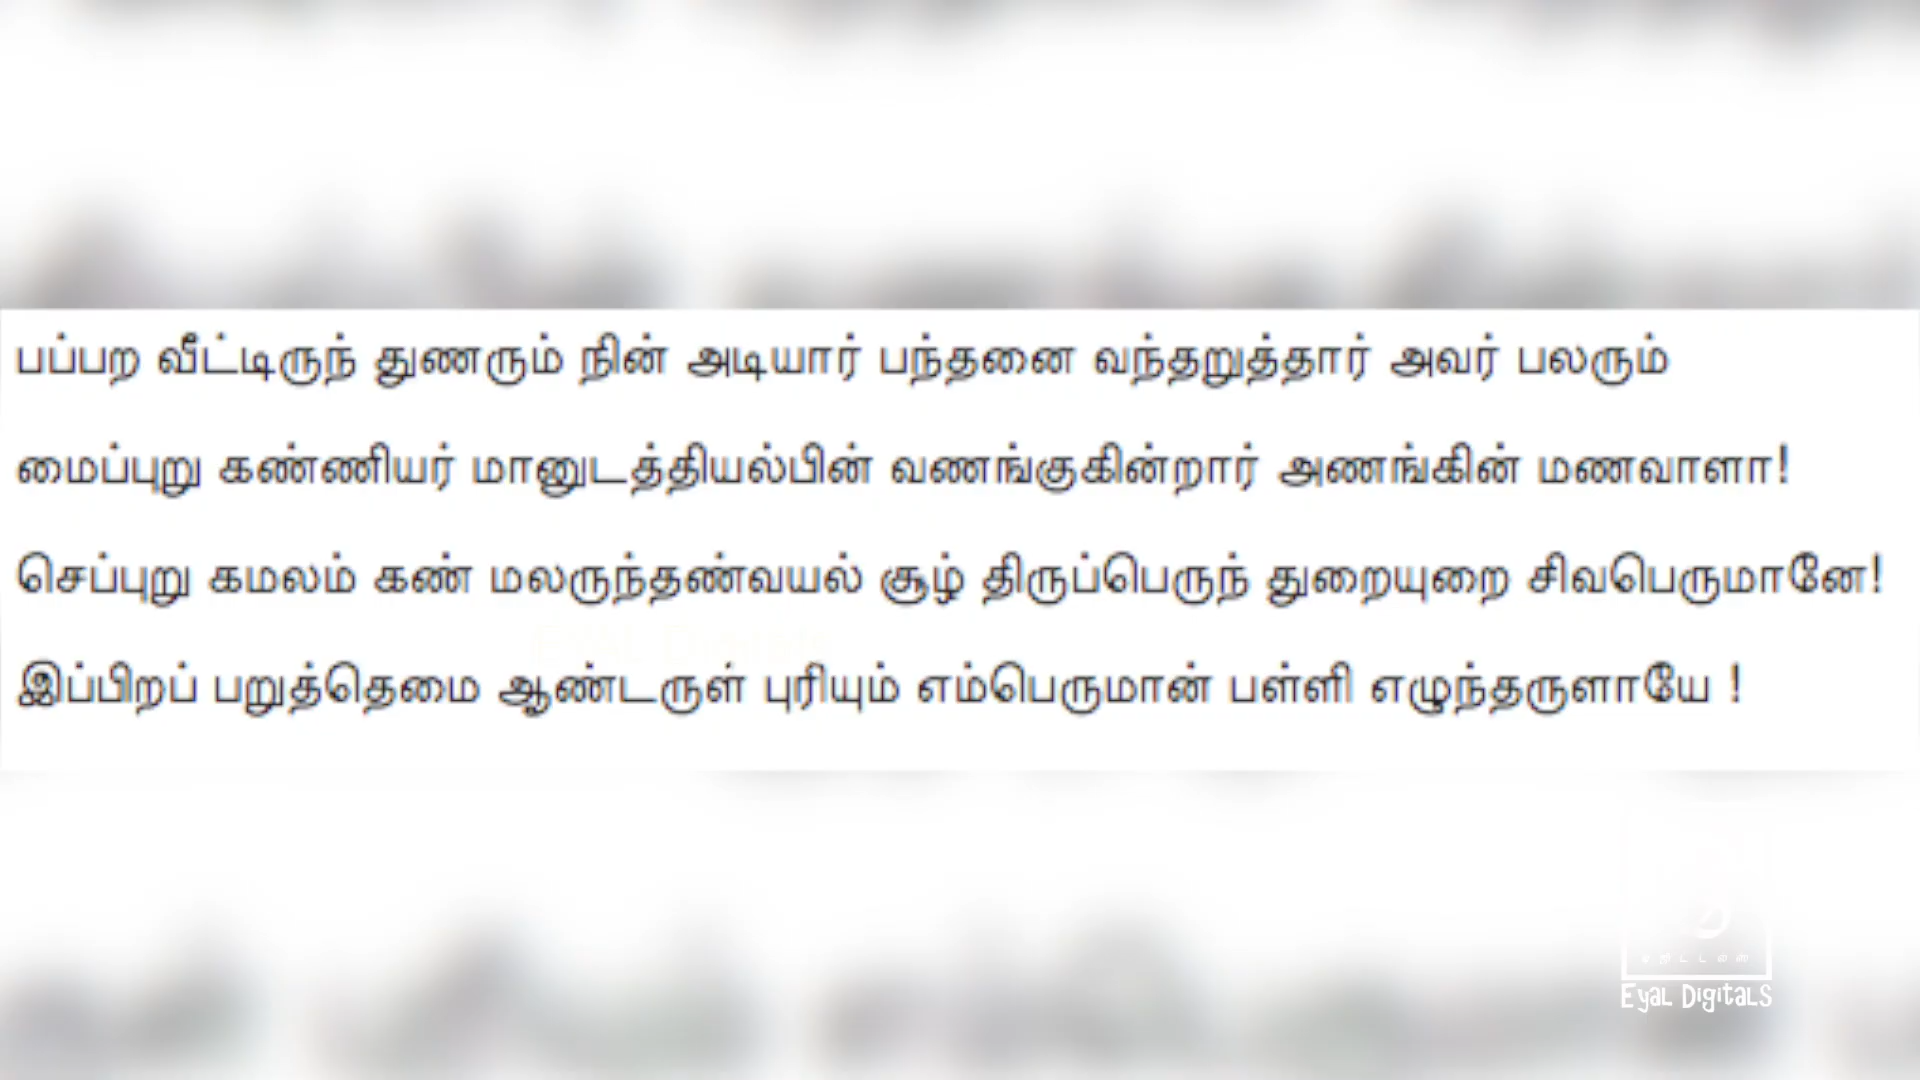 பப்பற வீட்டிருந் துணரும் நின் அடியார் பந்தனை வந்தறுத்தார் அவர் பலரும்
மைப்புறு கண்ணியர் மானுடத்தியல்பின் வணங்குகின்றார் அணங்கின் மணவாளா!
செப்புறு கமலம் கண் மலருந்தண்வயல் சூழ் திருப்பெருந் துறையுறை சிவபெருமானே!
இப்பிறப் பறுத்தெமை ஆண்டருள் புரியும் எம்பெருமான் பள்ளி எழுந்தருளாயே !
EYAL Digitals